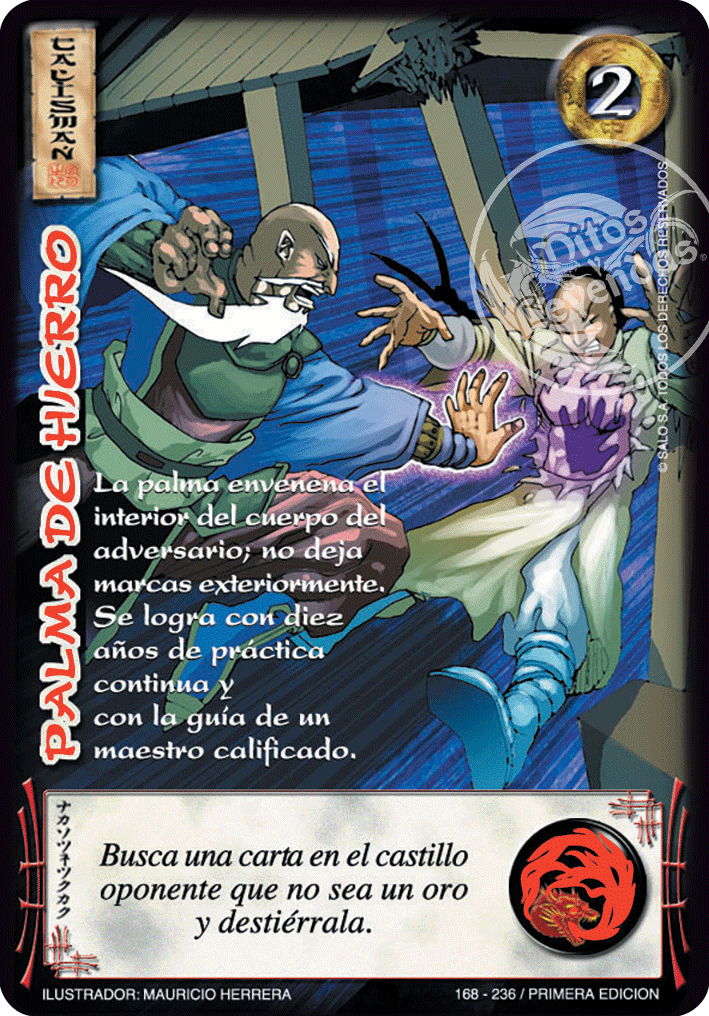 TALISMAN
2
Mitos
y
Leyendas
®
PALMA DE HIERRO
© SALO S.A. TODOS LOS DERECHOS RESERVADOS
La palma envenena el
interior del cuerpo del
adversario; no deja
marcas exteriormente.
Se logra con diez
años de práctica
continua y
con la guía de un
maestro calificado.
ナカソツネツクカク
Busca una carta en el castillo
oponente que no sea un oro
y destiérrala.
ILUSTRADOR: MAURICIO HERRERA
168 - 236 / PRIMERA EDICION